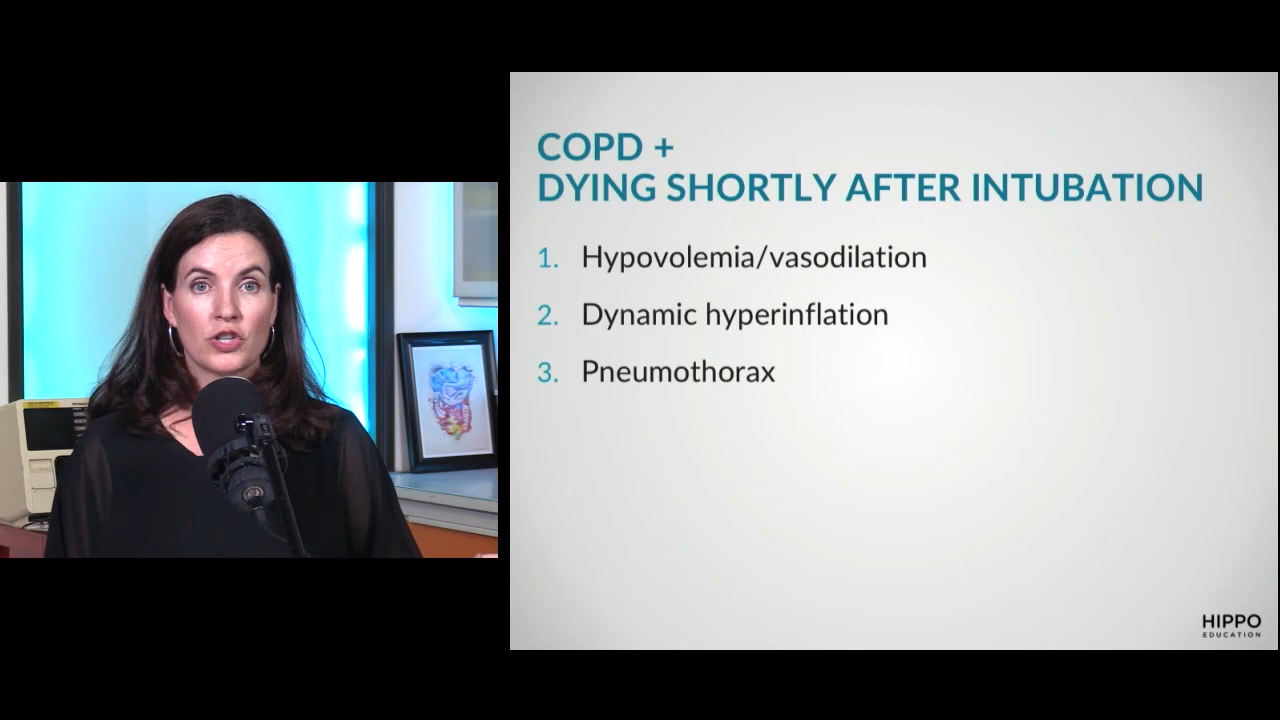 COPD +
DYING SHORTLY AFTER INTUBATION
1. Hypovolemia/vasodilation
2. Dynamic hyperinflation
3. Pneumothorax
HIPPO
EDUCATION